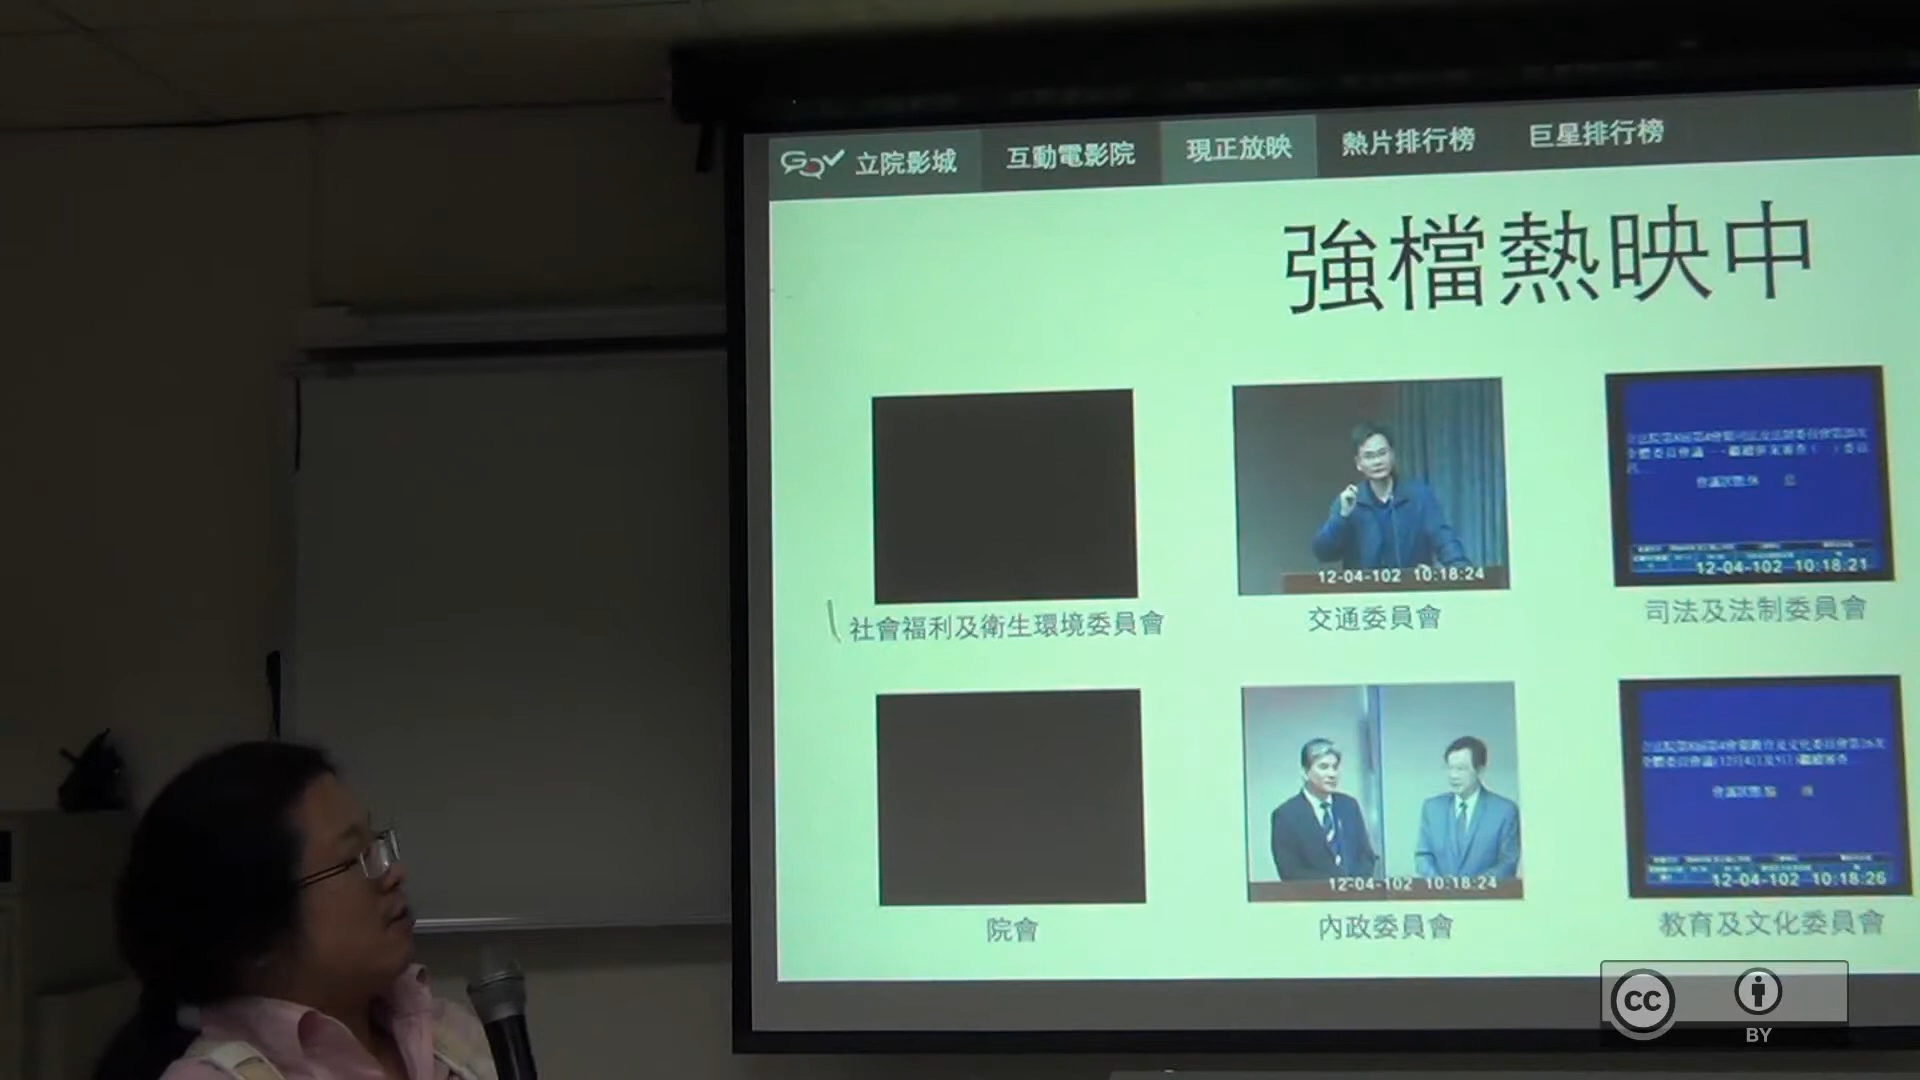 G0V 立院影城 互動電影院 現正放映 熱片排行榜 巨星排行榜
強檔熱映中
12-04-102 10:18:24
12-04-102 10:18:21
社會福利及衛生環境委員會
交通委員會
司法及法制委員會
12-04-102 10:18:24
12-04-102 10:18:26
院會
內政委員會
教育及文化委員會
CC
BY